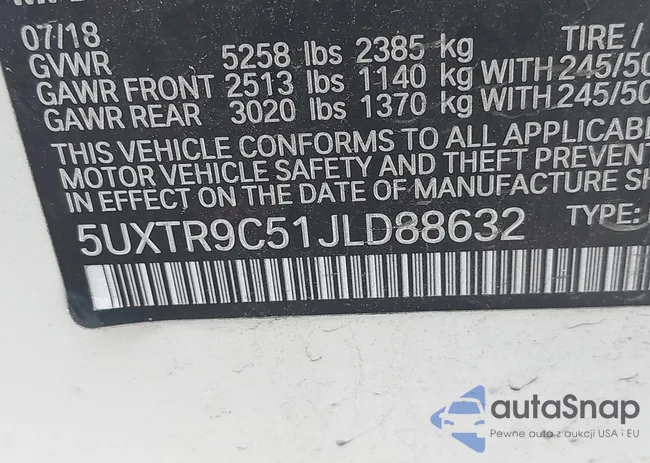 07/18 TIRE /
GVWR 5258 lbs 2385 kg
GAWR FRONT 2513 lbs 1140 kg WITH 245/50
GAWR REAR 3020 lbs 1370 kg WITH 245/50
THIS VEHICLE CONFORMS TO ALL APPLICABL
MOTOR VEHICLE SAFETY AND THEFT PREVENT
IN EFFECT ON THE DATE OF MANUFACTURE SH
5UXTR9C51JLD88632 TYPE:
autoSnap
Pewne auta z aukcji USA i EU